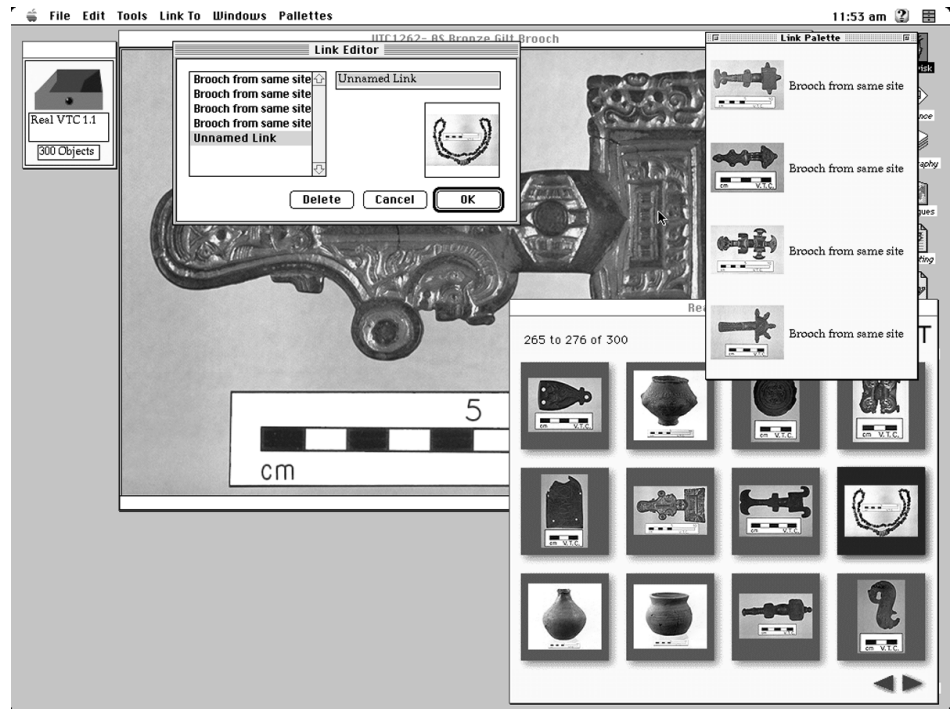 File Edit Tools Link To Windows Pallettes
11:53 am
VTC1262- AS Bronze Gilt Brooch
Link Editor
Brooch from same site
Brooch from same site
Brooch from same site
Brooch from same site
Unnamed Link
Unnamed Link
Delete Cancel OK
Real VTC 1.1
300 Objects
Link Palette
Brooch from same site
Brooch from same site
cm V.T.C.
Brooch from same site
Brooch from same site
265 to 276 of 300
5
cm
cm V.T.C.
cm V.T.C.
cm V.T.C.
cm V.T.C.